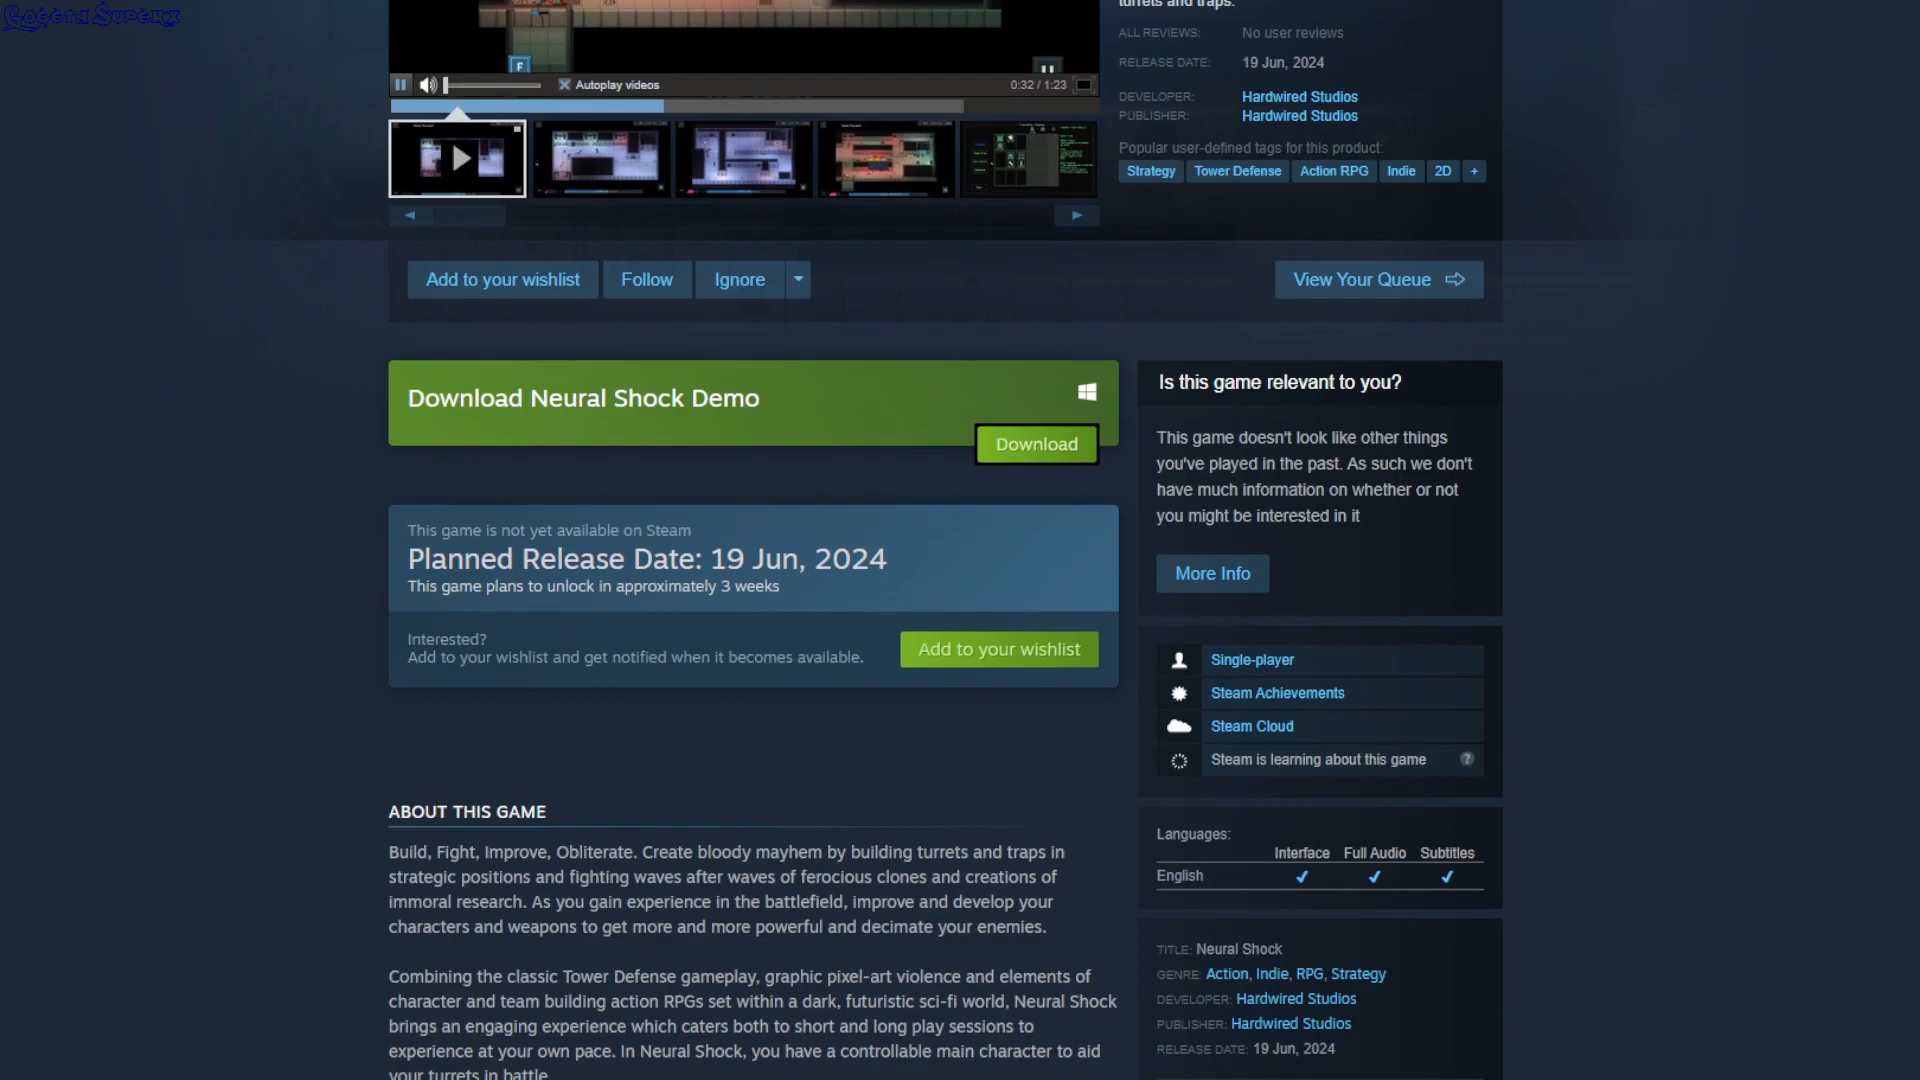 Gogeta Superx
turrets and traps.
ALL REVIEWS: No user reviews
RELEASE DATE: 19 Jun, 2024
DEVELOPER: Hardwired Studios
PUBLISHER: Hardwired Studios
Popular user-defined tags for this product:
Strategy Tower Defense Action RPG Indie 2D +
F
Autoplay videos 0:32 / 1:23
Add to your wishlist Follow Ignore View Your Queue
Download Neural Shock Demo
Download
This game is not yet available on Steam
Planned Release Date: 19 Jun, 2024
This game plans to unlock in approximately 3 weeks
Interested?
Add to your wishlist and get notified when it becomes available.
Add to your wishlist
ABOUT THIS GAME
Build, Fight, Improve, Obliterate. Create bloody mayhem by building turrets and traps in
strategic positions and fighting waves after waves of ferocious clones and creations of
immoral research. As you gain experience in the battlefield, improve and develop your
characters and weapons to get more and more powerful and decimate your enemies.
Combining the classic Tower Defense gameplay, graphic pixel-art violence and elements of
character and team building action RPGs set within a dark, futuristic sci-fi world, Neural Shock
brings an engaging experience which caters both to short and long play sessions to
experience at your own pace. In Neural Shock, you have a controllable main character to aid
your turrets in battle.
Is this game relevant to you?
This game doesn't look like other things
you've played in the past. As such we don't
have much information on whether or not
you might be interested in it
More Info
Single-player
Steam Achievements
Steam Cloud
Steam is learning about this game ?
Languages:
Interface Full Audio Subtitles
English ✔ ✔ ✔
TITLE: Neural Shock
GENRE: Action, Indie, RPG, Strategy
DEVELOPER: Hardwired Studios
PUBLISHER: Hardwired Studios
RELEASE DATE: 19 Jun, 2024